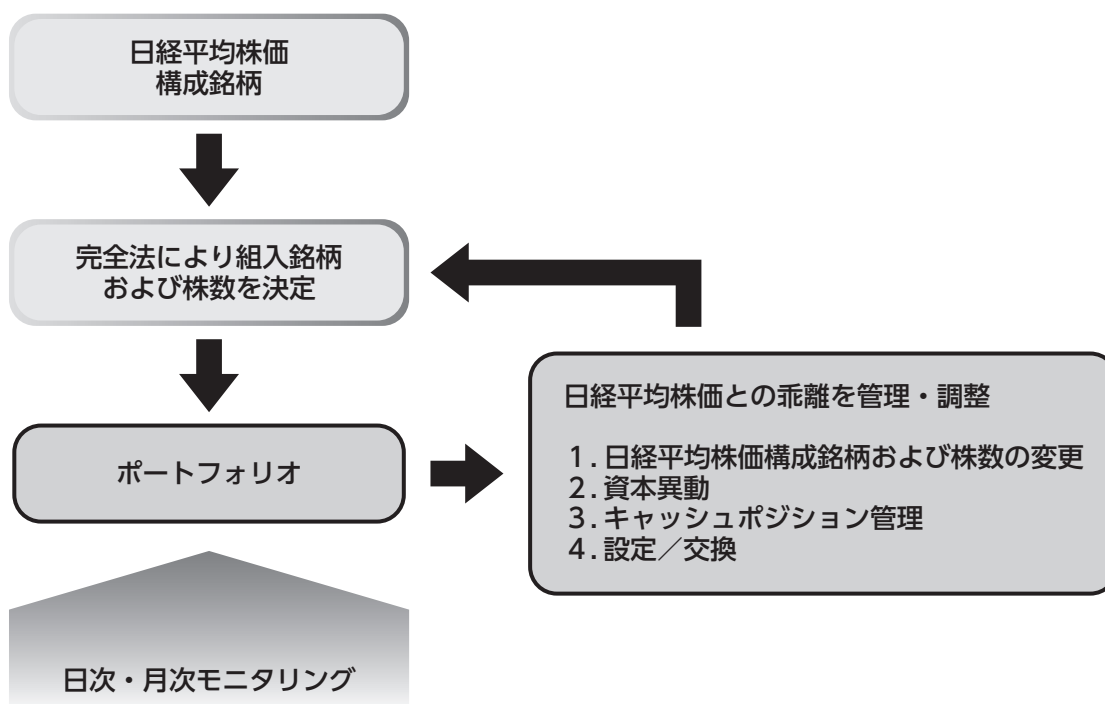 日経平均株価
構成銘柄
完全法により組入銘柄
および株数を決定
ポートフォリオ
日経平均株価との乖離を管理・調整
1. 日経平均株価構成銘柄および株数の変更
2. 資本異動
3. キャッシュポジション管理
4. 設定／交換
日次・月次モニタリング